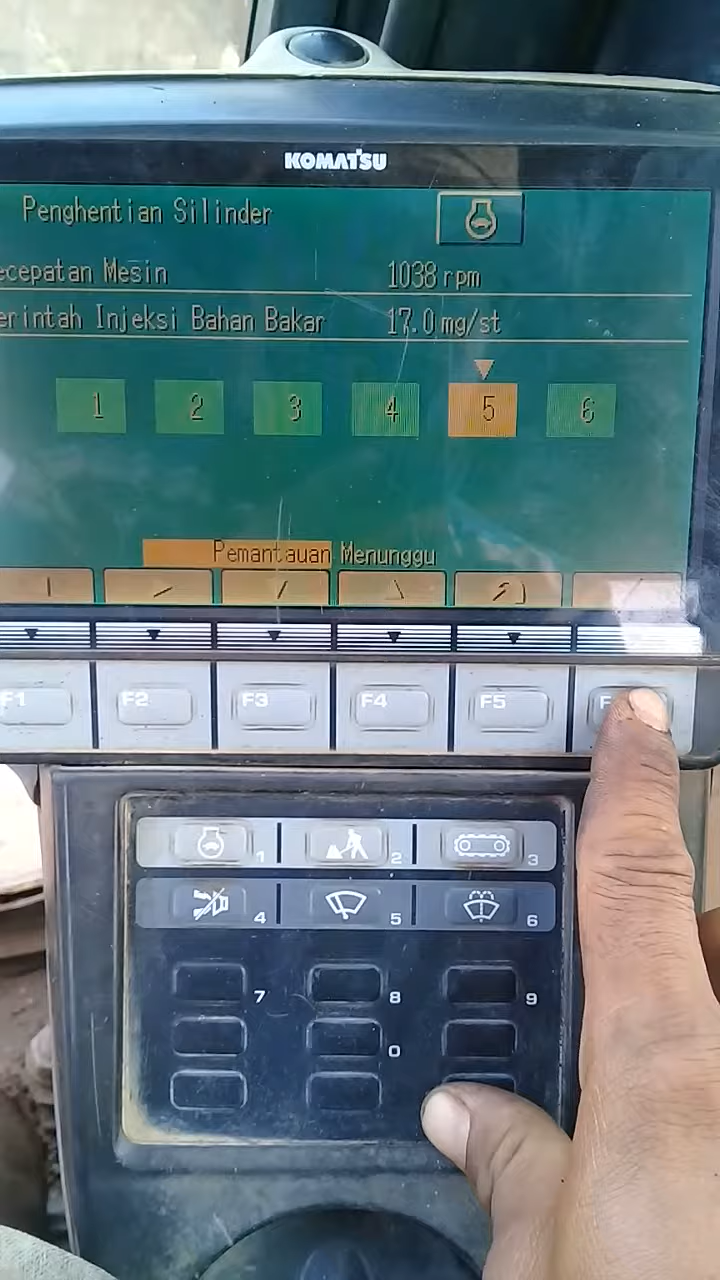 KOMATSU
Penghentian Silinder
ecepatan Mesin 1038 rpm
erintah Injeksi Bahan Bakar 17.0 mg/st
1 2 3 4 5 6
Pemantauan Menunggu
F1 F2 F3 F4 F5 F
1 2 3
4 5 6
7 8 9
0